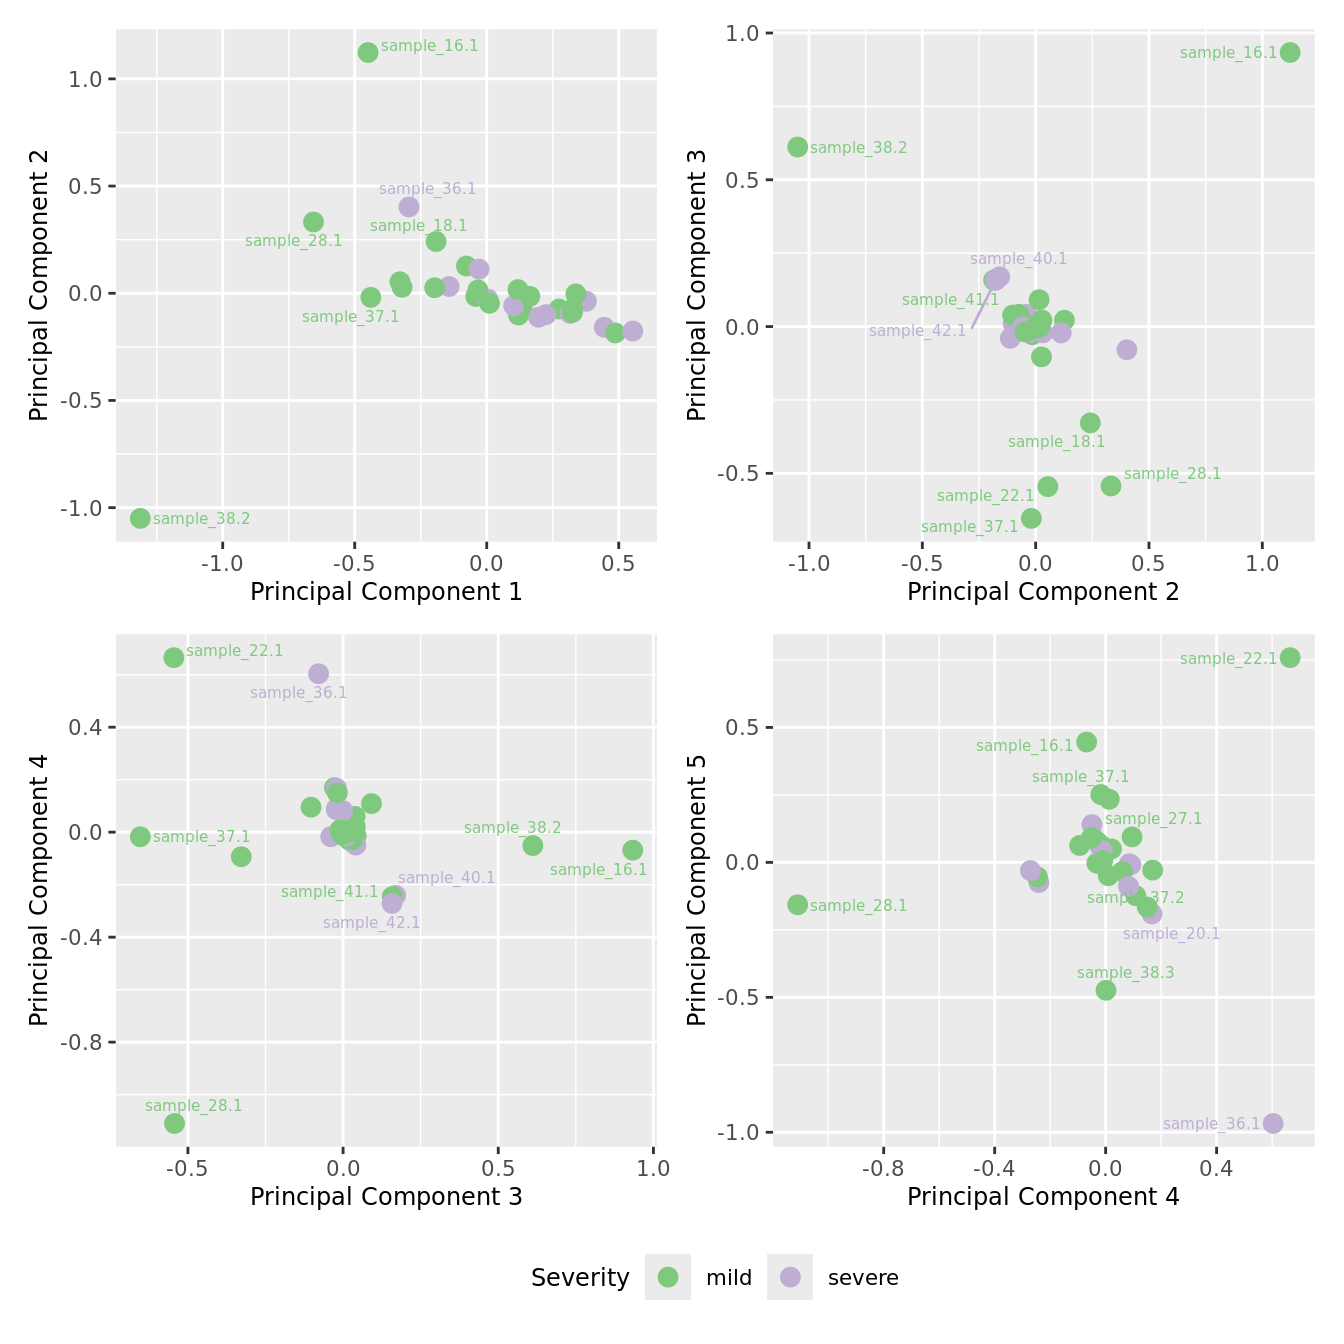 sample_16.1
1.0
0.5
0.0
-0.5
-1.0
sample_36.1
sample_28.1
sample_18.1
sample_37.1
sample_38.2
-1.0 -0.5 0.0 0.5
Principal Component 1
Principal Component 2
1.0
0.5
0.0
-0.5
sample_16.1
sample_38.2
sample_40.1
sample_41.1
sample_42.1
sample_18.1
sample_28.1
sample_22.1
sample_37.1
-1.0 -0.5 0.0 0.5 1.0
Principal Component 2
Principal Component 3
sample_22.1
sample_36.1
0.4
0.0
-0.4
-0.8
sample_37.1
sample_38.2
sample_16.1
sample_40.1
sample_41.1
sample_42.1
sample_28.1
-0.5 0.0 0.5 1.0
Principal Component 3
Principal Component 4
sample_22.1
0.5
0.0
-0.5
-1.0
sample_16.1
sample_37.1
sample_27.1
sample_37.2
sample_28.1
sample_20.1
sample_38.3
sample_36.1
-0.8 -0.4 0.0 0.4
Principal Component 4
Principal Component 5
Severity mild severe